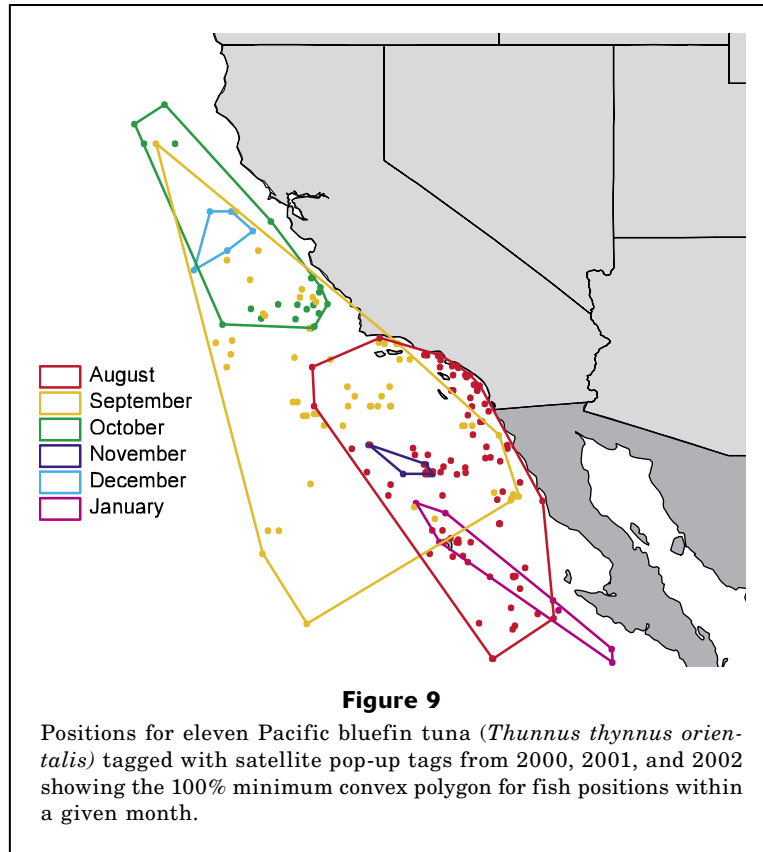 August
September
October
November
December
January
Figure 9
Positions for eleven Pacific bluefin tuna (Thunnus thynnus orien-
talis) tagged with satellite pop-up tags from 2000, 2001, and 2002
showing the 100% minimum convex polygon for fish positions within
a given month.